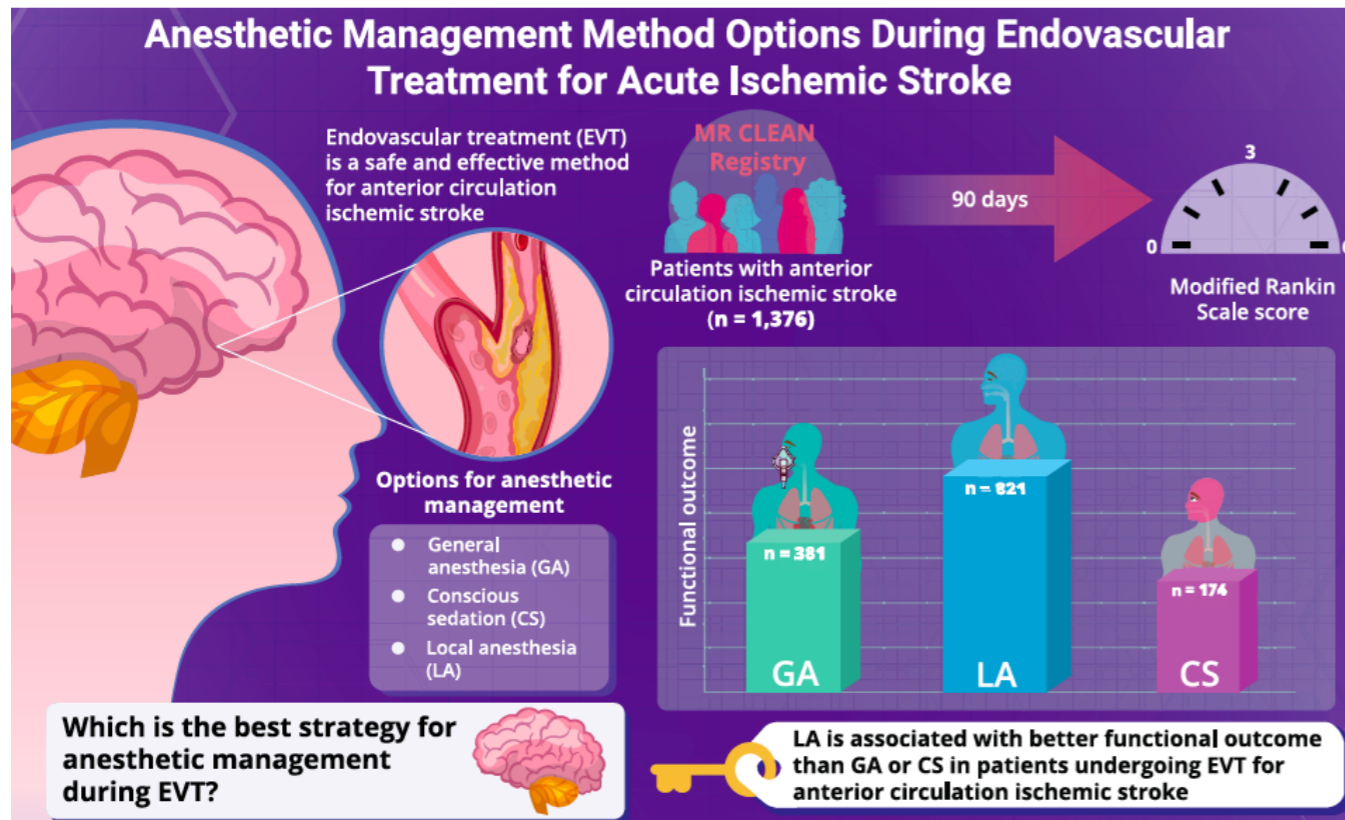 Anesthetic Management Method Options During Endovascular
Treatment for Acute Ischemic Stroke
Endovascular treatment (EVT)
is a safe and effective method
for anterior circulation
ischemic stroke
MR CLEAN
Registry
Patients with anterior
circulation ischemic stroke
(n = 1,376)
90 days
0
3
Modified Rankin
Scale score
Options for anesthetic
management
General
anesthesia (GA)
Conscious
sedation (CS)
Local anesthesia
(LA)
Functional outcome
n = 381
GA
n = 821
LA
n = 174
CS
Which is the best strategy for
anesthetic management
during EVT?
LA is associated with better functional outcome
than GA or CS in patients undergoing EVT for
anterior circulation ischemic stroke